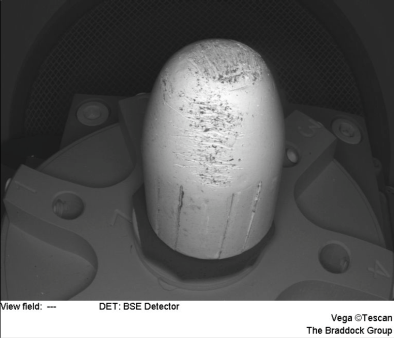 View field: --- DET: BSE Detector
Vega ©Tescan
The Braddock Group